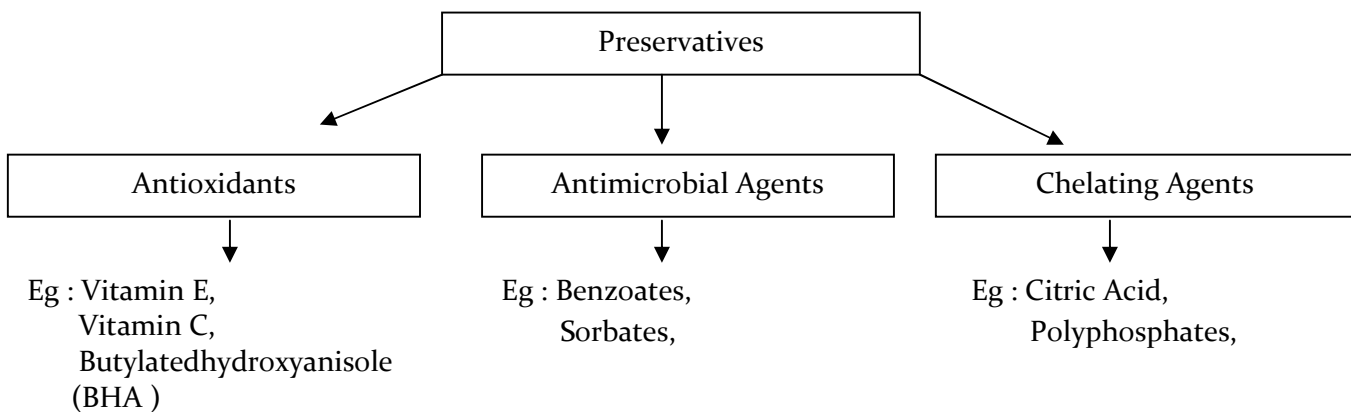 Preservatives
Antioxidants
Antimicrobial Agents
Chelating Agents
Eg : Vitamin E,
Vitamin C,
Butylatedhydroxyanisole
(BHA )
Eg : Benzoates,
Sorbates,
Eg : Citric Acid,
Polyphosphates,